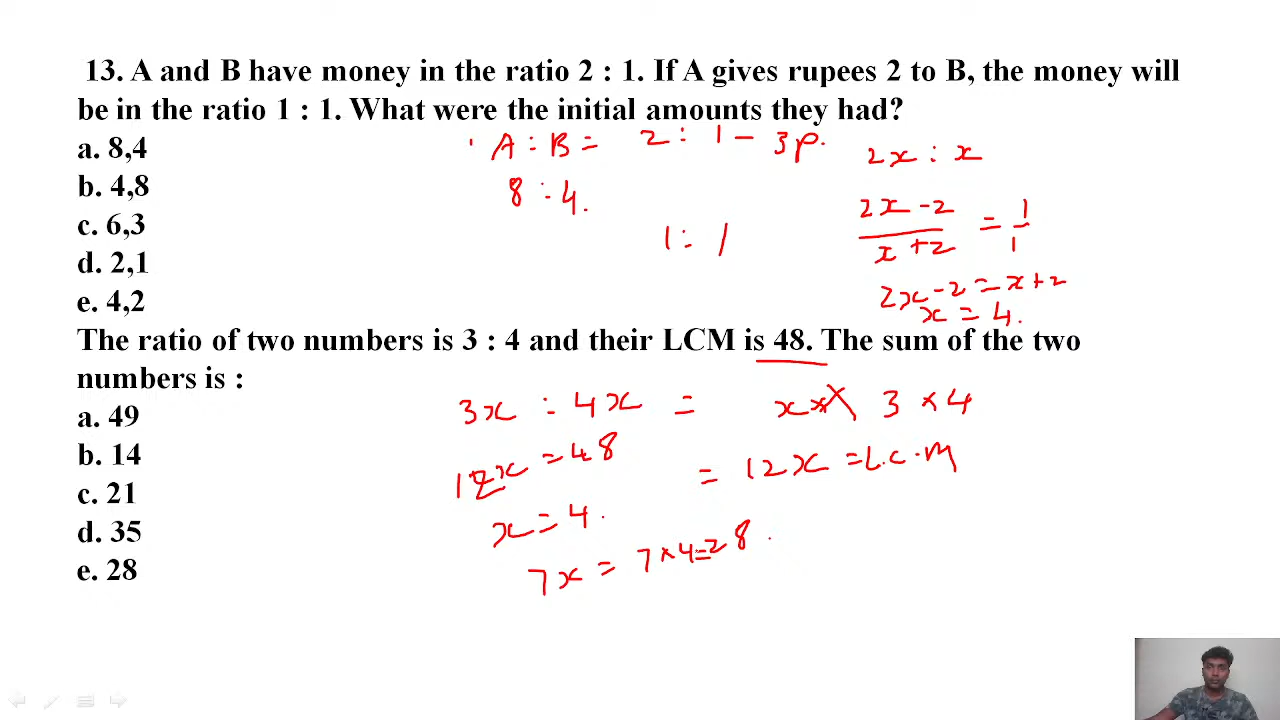 13. A and B have money in the ratio 2 : 1. If A gives rupees 2 to B, the money will
be in the ratio 1 : 1. What were the initial amounts they had?
a. 8,4
A : B = 2 : 1 - 3p.
2x : x
b. 4,8
8 : 4.
2x - 2 / x + 2 = 1 / 1
c. 6,3
1 : 1
d. 2,1
2x - 2 = x + 2
e. 4,2
x = 4.
The ratio of two numbers is 3 : 4 and their LCM is 48. The sum of the two
numbers is :
a. 49
3x : 4x = x × 3 × 4
b. 14
12x = 48
= 12x = L.C.M
c. 21
x = 4.
d. 35
7x = 7 × 4 = 28
e. 28